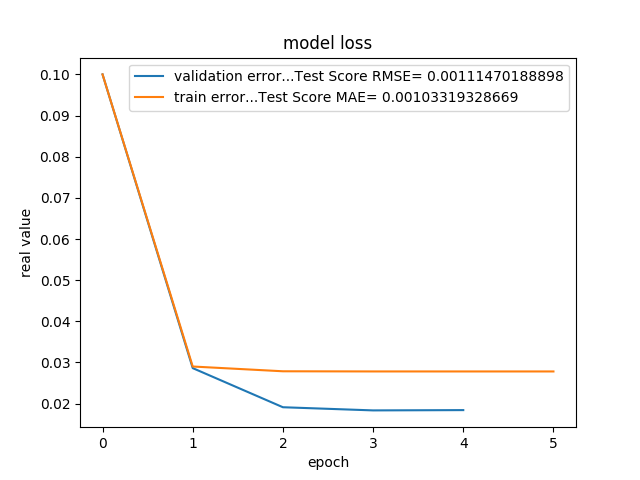 model loss
validation error...Test Score RMSE= 0.00111470188898
train error...Test Score MAE= 0.00103319328669
real value
0.10
0.09
0.08
0.07
0.06
0.05
0.04
0.03
0.02
0 1 2 3 4 5
epoch